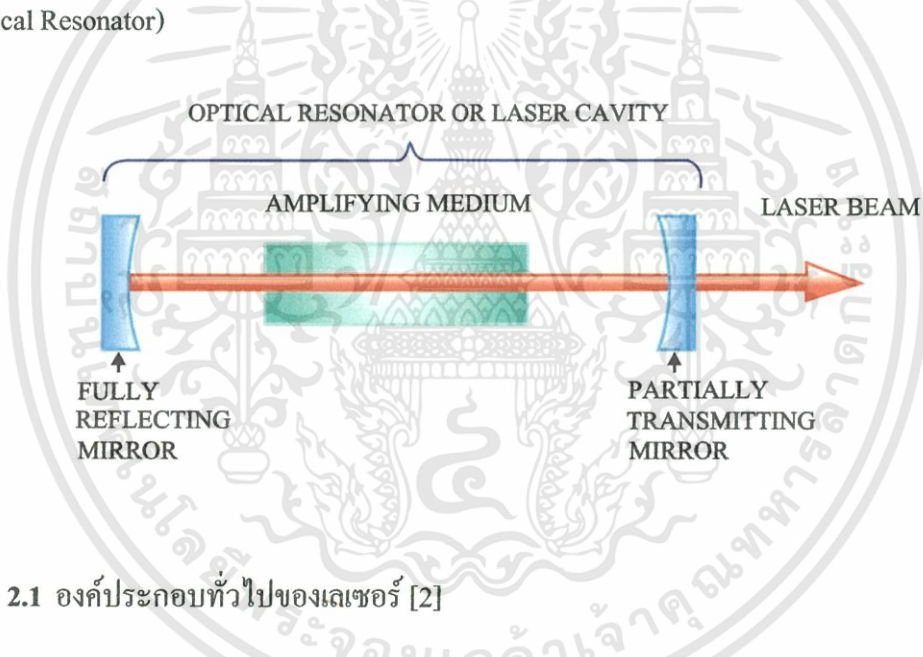 cal Resonator)
OPTICAL RESONATOR OR LASER CAVITY
AMPLIFYING MEDIUM
LASER BEAM
FULLY
REFLECTING
MIRROR
PARTIALLY
TRANSMITTING
MIRROR
2.1 องค์ประกอบทั่วไปของเลเซอร์ [2]